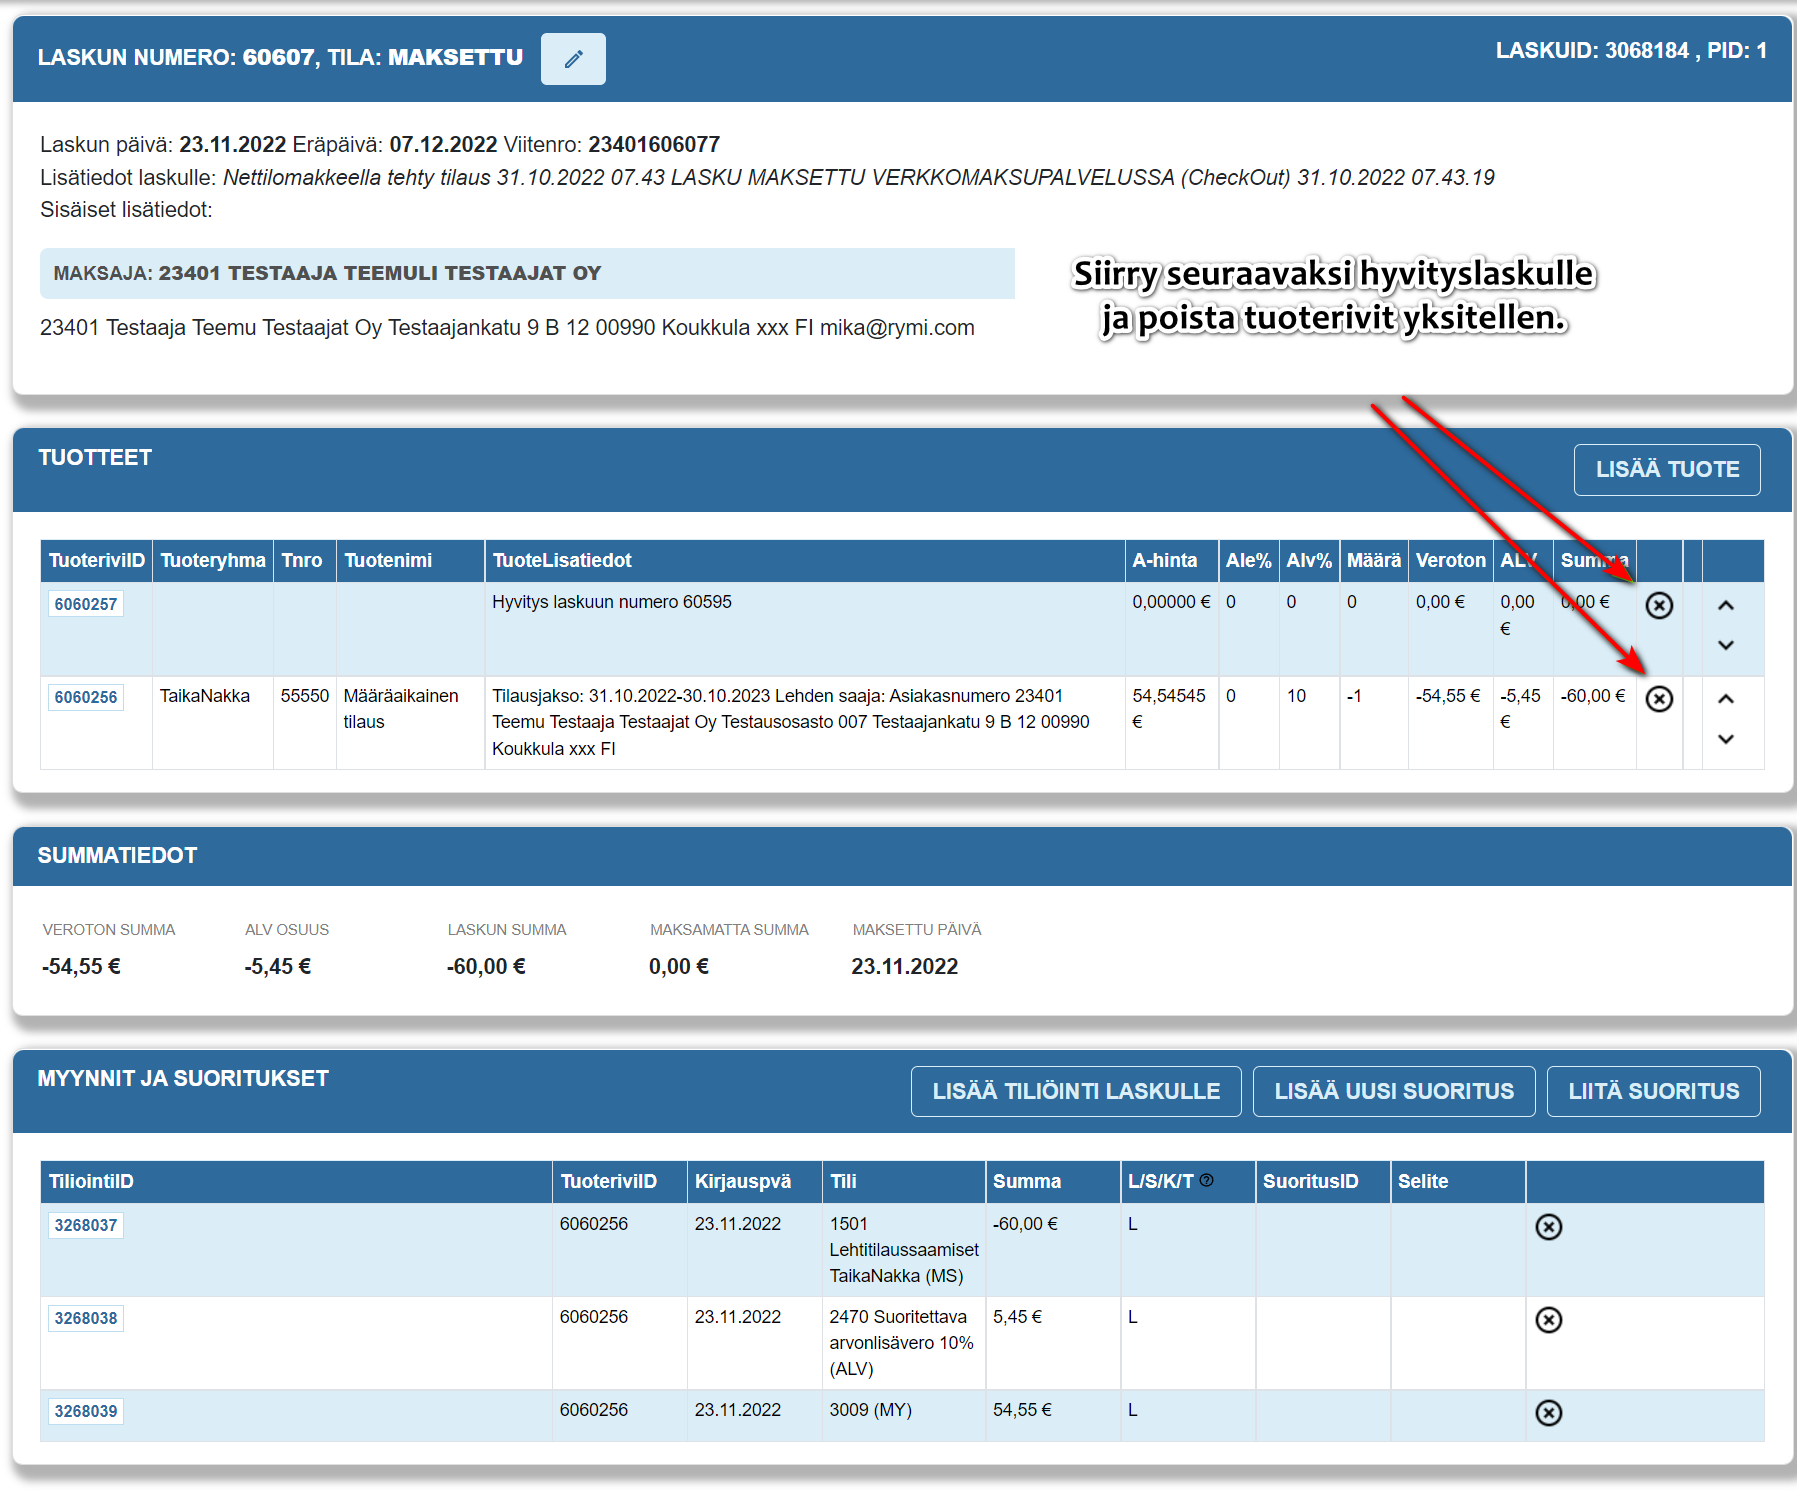 LASKUN NUMERO: 60607, TILA: MAKSETTU
LASKUID: 3068184 , PID: 1
Laskun päivä: 23.11.2022 Eräpäivä: 07.12.2022 Viitenro: 23401606077
Lisätiedot laskulle: Nettilomakkeella tehty tilaus 31.10.2022 07.43 LASKU MAKSETTU VERKKOMAKSUPALVELUSSA (CheckOut) 31.10.2022 07.43.19
Sisäiset lisätiedot:
MAKSAJA: 23401 TESTAAJA TEEMULI TESTAAJAT OY
23401 Testaaja Teemu Testaajat Oy Testaajankatu 9 B 12 00990 Koukkula xxx FI mika@rymi.com
Siirry seuraavaksi hyvityslaskulle
ja poista tuoterivit yksitellen.
TUOTTEET
LISÄÄ TUOTE
TuoteriviID Tuoteryhma Tnro Tuotenimi TuoteLisatiedot A-hinta Ale% Alv% Määrä Veroton ALV Summa
6060257 Hyvitys laskuun numero 60595 0,00000 € 0 0 0 0,00 € 0,00 0,00 €
€
6060256 TaikaNakka 55550 Määräaikainen Tilausjakso: 31.10.2022-30.10.2023 Lehden saaja: Asiakasnumero 23401 54,54545 0 10 -1 -54,55 € -5,45 -60,00 €
tilaus Teemu Testaaja Testaajat Oy Testausosasto 007 Testaajankatu 9 B 12 00990 € €
Koukkula xxx FI
SUMMATIEDOT
VEROTON SUMMA ALV OSUUS LASKUN SUMMA MAKSAMATTA SUMMA MAKSETTU PÄIVÄ
-54,55 € -5,45 € -60,00 € 0,00 € 23.11.2022
MYYNNIT JA SUORITUKSET
LISÄÄ TILIÖINTI LASKULLE LISÄÄ UUSI SUORITUS LIITÄ SUORITUS
TiliointiID TuoteriviID Kirjauspvä Tili Summa L/S/K/T SuoritusID Selite
3268037 6060256 23.11.2022 1501 -60,00 € L
Lehtitilaussaamiset
TaikaNakka (MS)
3268038 6060256 23.11.2022 2470 Suoritettava 5,45 € L
arvonlisävero 10%
(ALV)
3268039 6060256 23.11.2022 3009 (MY) 54,55 € L